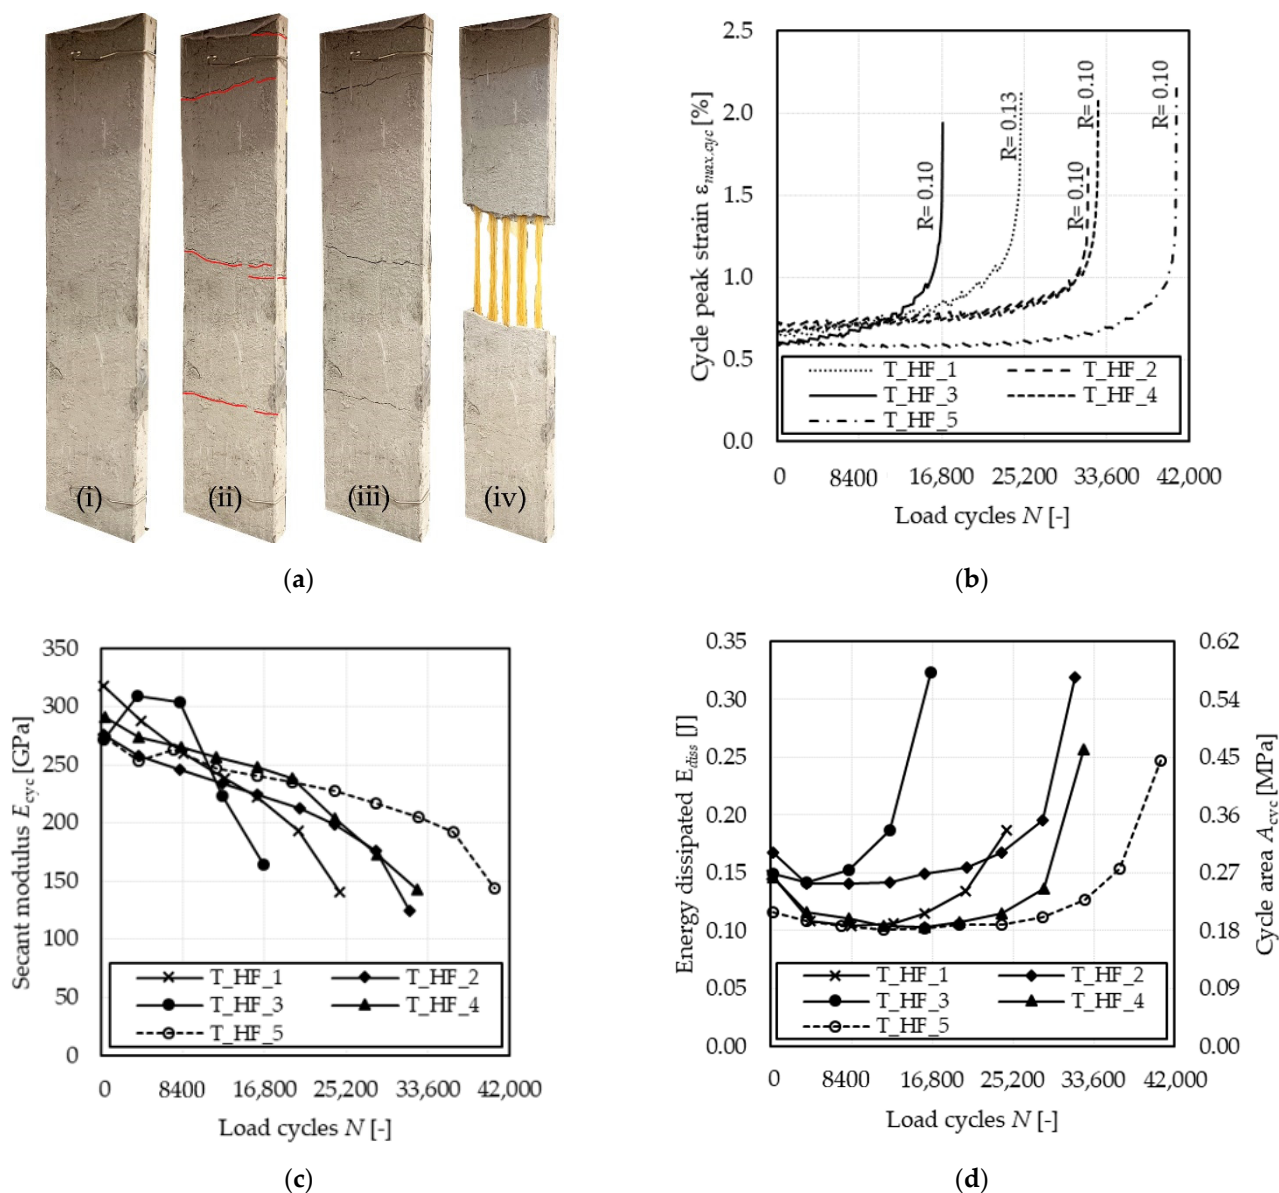 (i) (ii) (iii) (iv)
(a)
Cycle peak strain ε_max,cyc [%]
2.5
2.0
1.5
1.0
0.5
0.0
R= 0.10
R= 0.13
R= 0.10
R= 0.10
R= 0.10
T_HF_1 T_HF_2
T_HF_3 T_HF_4
T_HF_5
0 8400 16,800 25,200 33,600 42,000
Load cycles N [-]
(b)
Secant modulus E_cyc [GPa]
350
300
250
200
150
100
50
0
T_HF_1 T_HF_2
T_HF_3 T_HF_4
T_HF_5
0 8400 16,800 25,200 33,600 42,000
Load cycles N [-]
(c)
Energy dissipated E_diss [J]
0.35
0.30
0.25
0.20
0.15
0.10
0.05
0.00
T_HF_1 T_HF_2
T_HF_3 T_HF_4
T_HF_5
0.62
0.54
0.45
0.36
0.27
0.18
0.09
0.00
Cycle area A_cyc [MPa]
0 8400 16,800 25,200 33,600 42,000
Load cycles N [-]
(d)